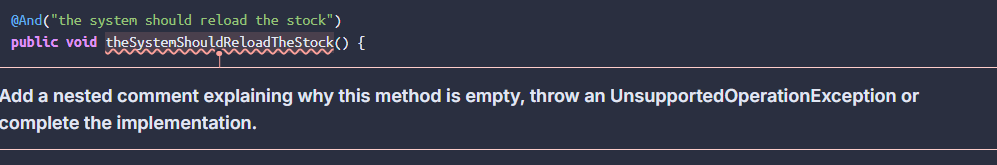 @And("the system should reload the stock")
public void theSystemShouldReloadTheStock() {
Add a nested comment explaining why this method is empty, throw an UnsupportedOperationException or
complete the implementation.